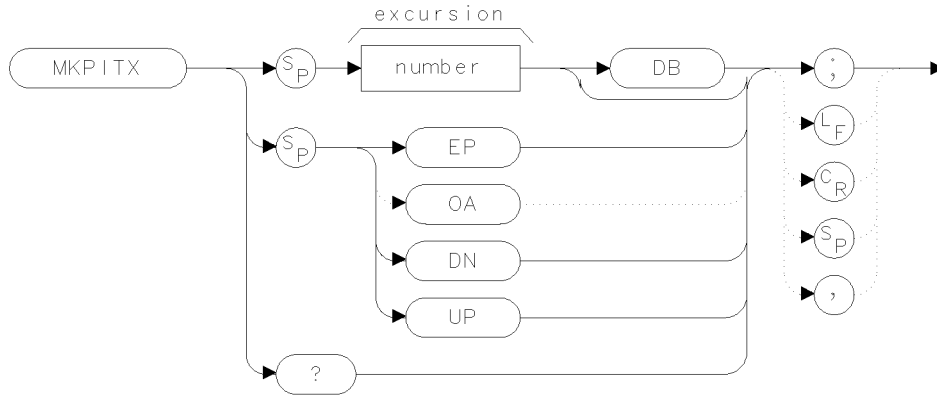 excursion
MKPITX SP number DB ;
LF
SP EP
CR
OA
SP
DN
,
UP
?